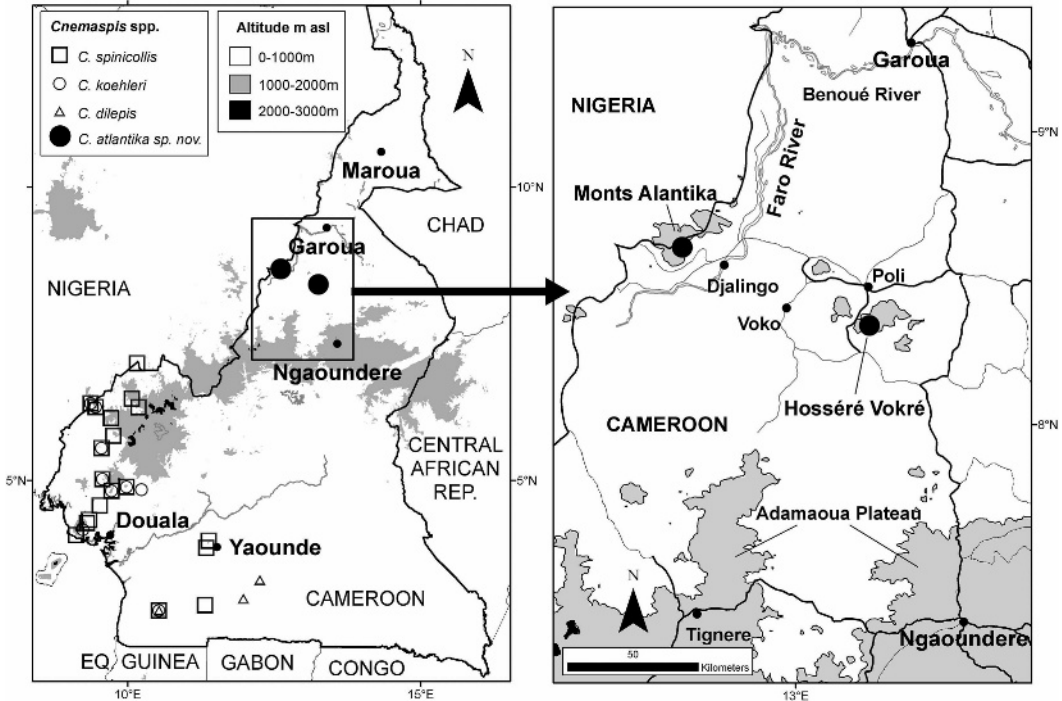 Cnemaspis spp.
C. spinicollis
C. koehleri
C. dilepis
C. atlantika sp. nov.
Altitude m asl
0-1000m
1000-2000m
2000-3000m
N
Maroua
10°N
CHAD
Garoua
NIGERIA
Ngaoundere
CENTRAL
AFRICAN
REP.
5°N
5°N
Douala
Yaounde
CAMEROON
EQ. GUINEA
GABON
CONGO
10°E
15°E
Garoua
Benoué River
NIGERIA
9°N
Faro River
Monts Alantika
Djalingo
Poli
Voko
Hosséré Vokré
8°N
CAMEROON
Adamaoua Plateau
N
Tignere
Ngaoundere
50
Kilometers
13°E